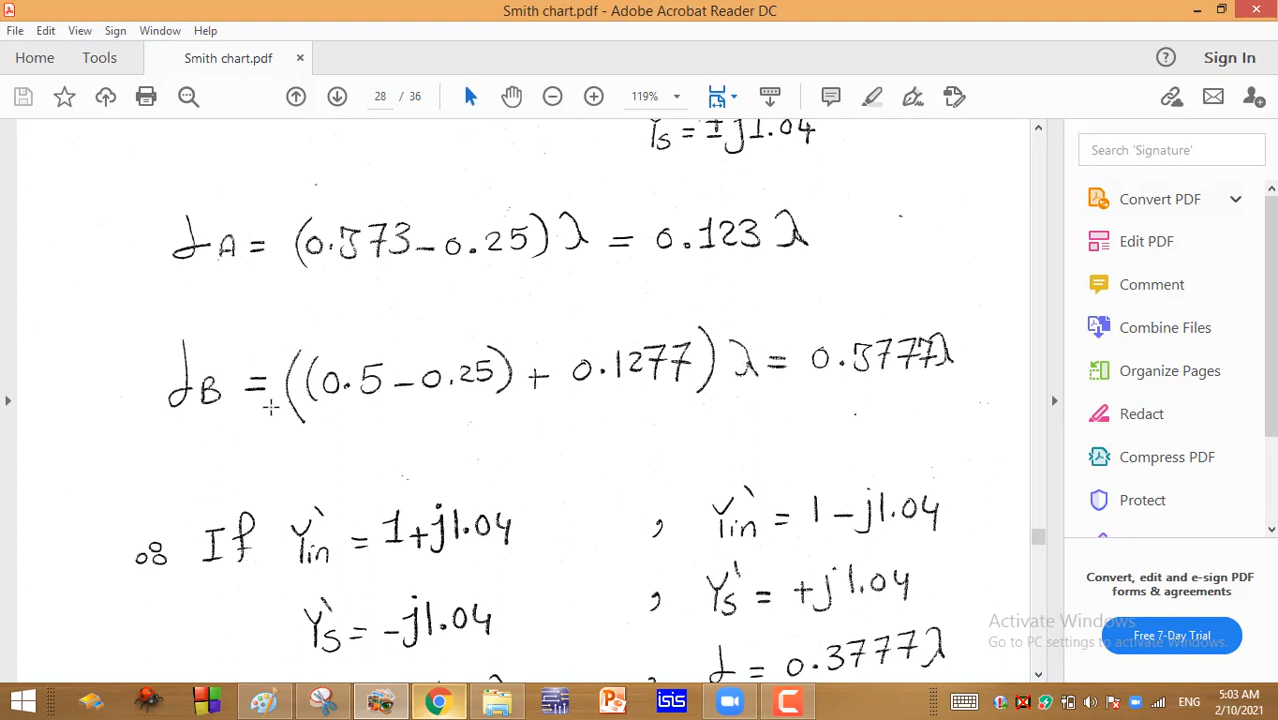 Smith chart.pdf - Adobe Acrobat Reader DC
File Edit View Sign Window Help
Home Tools Smith chart.pdf × ? Sign In
28 / 36 119%
Ys = ±j1.04
dA = (0.373-0.25)λ = 0.123 λ
dB = ((0.5-0.25) + 0.1277) λ = 0.3777λ
∴ If Y`in = 1+j1.04 , Y`in = 1-j1.04
Y`s = -j1.04 , Y`s = +j1.04
d = 0.3777λ
Search 'Signature'
Convert PDF
Edit PDF
Comment
Combine Files
Organize Pages
Redact
Compress PDF
Protect
Convert, edit and e-sign PDF
forms & agreements
Free 7-Day Trial
Activate Windows
Go to PC settings to activate Windows.
isis
ENG
5:03 AM
2/10/2021